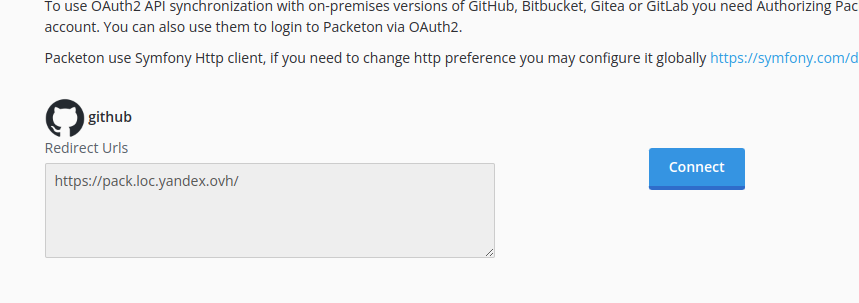 To use OAuth2 API synchronization with on-premises versions of GitHub, Bitbucket, Gitea or GitLab you need Authorizing Pac
account. You can also use them to login to Packeton via OAuth2.
Packeton use Symfony Http client, if you need to change http preference you may configure it globally https://symfony.com/d
github
Redirect Urls
https://pack.loc.yandex.ovh/
Connect